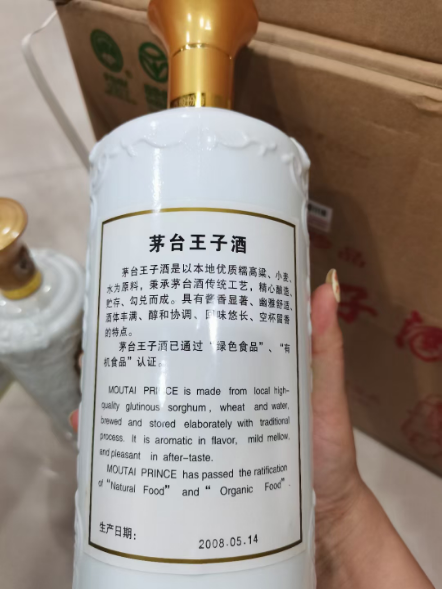 茅台王子酒
茅台王子酒是以本地优质糯高粱、小麦、
水为原料，秉承茅台酒传统工艺，精心酿造、
贮存、勾兑而成。具有酱香显著、幽雅舒适、
酒体丰满、醇和协调、回味悠长、空杯留香
的特点。
茅台王子酒已通过“绿色食品”、“有
机食品”认证。
MOUTAI PRINCE is made from local high-
quality glutinous sorghum, wheat and water,
brewed and stored elaborately with traditional
process. It is aromatic in flavor, mild mellow,
and pleasant in after-taste.
MOUTAI PRINCE has passed the ratification
of “Natural Food” and “ Organic Food”.
生产日期: 2008.05.14
品
子酒